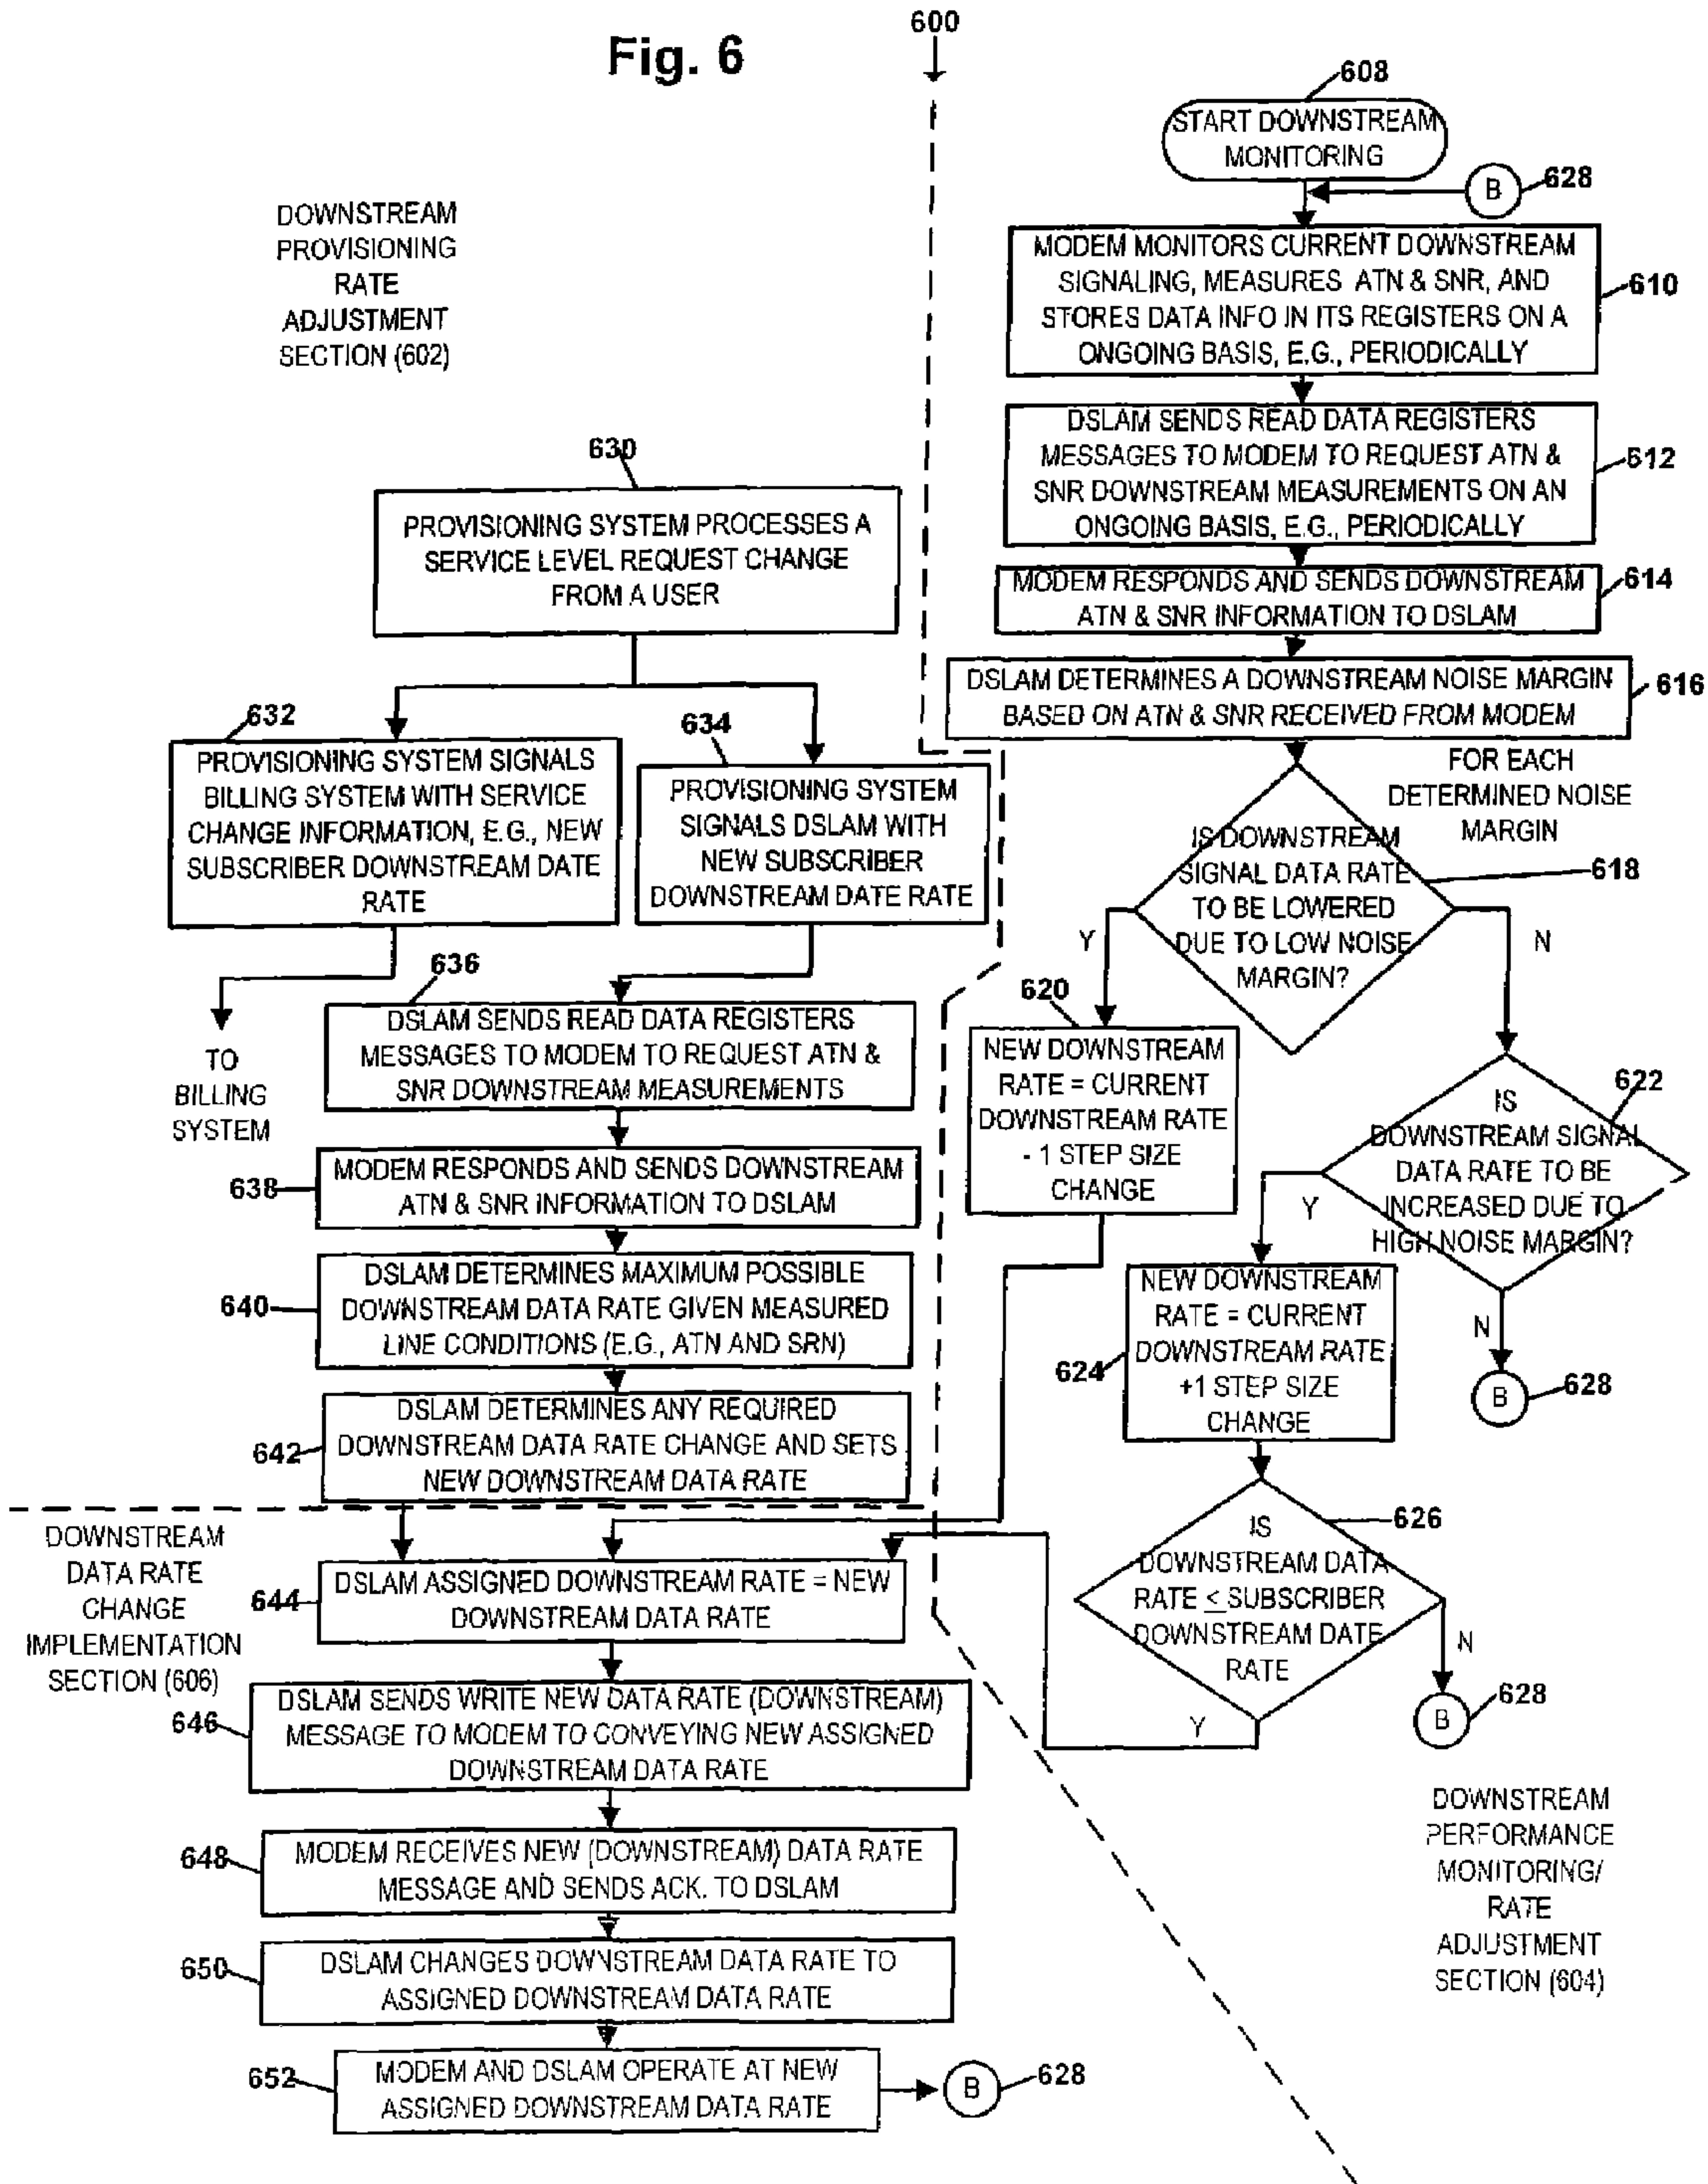 Fig. 6
600
DOWNSTREAM
PROVISIONING
RATE
ADJUSTMENT
SECTION (602)
608
START DOWNSTREAM
MONITORING
B
628
MODEM MONITORS CURRENT DOWNSTREAM
SIGNALING, MEASURES ATN & SNR, AND
STORES DATA INFO IN ITS REGISTERS ON A
ONGOING BASIS, E.G., PERIODICALLY
610
DSLAM SENDS READ DATA REGISTERS
MESSAGES TO MODEM TO REQUEST ATN &
SNR DOWNSTREAM MEASUREMENTS ON AN
ONGOING BASIS, E.G., PERIODICALLY
612
MODEM RESPONDS AND SENDS DOWNSTREAM
ATN & SNR INFORMATION TO DSLAM
614
DSLAM DETERMINES A DOWNSTREAM NOISE MARGIN
BASED ON ATN & SNR RECEIVED FROM MODEM
616
FOR EACH
DETERMINED NOISE
MARGIN
IS DOWNSTREAM
SIGNAL DATA RATE
TO BE LOWERED
DUE TO LOW NOISE
MARGIN?
618
Y
N
620
NEW DOWNSTREAM
RATE = CURRENT
DOWNSTREAM RATE
- 1 STEP SIZE
CHANGE
622
IS
DOWNSTREAM SIGNAL
DATA RATE TO BE
INCREASED DUE TO
HIGH NOISE MARGIN?
Y
N
B
628
NEW DOWNSTREAM
RATE = CURRENT
DOWNSTREAM RATE
+1 STEP SIZE
CHANGE
624
626
IS
DOWNSTREAM DATA
RATE ≤ SUBSCRIBER
DOWNSTREAM DATE
RATE
N
Y
B
628
DOWNSTREAM
PERFORMANCE
MONITORING/
RATE
ADJUSTMENT
SECTION (604)
630
PROVISIONING SYSTEM PROCESSES A
SERVICE LEVEL REQUEST CHANGE
FROM A USER
632
PROVISIONING SYSTEM SIGNALS
BILLING SYSTEM WITH SERVICE
CHANGE INFORMATION, E.G., NEW
SUBSCRIBER DOWNSTREAM DATE
RATE
TO
BILLING
SYSTEM
634
PROVISIONING SYSTEM
SIGNALS DSLAM WITH
NEW SUBSCRIBER
DOWNSTREAM DATE RATE
636
DSLAM SENDS READ DATA REGISTERS
MESSAGES TO MODEM TO REQUEST ATN &
SNR DOWNSTREAM MEASUREMENTS
638
MODEM RESPONDS AND SENDS DOWNSTREAM
ATN & SNR INFORMATION TO DSLAM
640
DSLAM DETERMINES MAXIMUM POSSIBLE
DOWNSTREAM DATA RATE GIVEN MEASURED
LINE CONDITIONS (E.G., ATN AND SRN)
642
DSLAM DETERMINES ANY REQUIRED
DOWNSTREAM DATA RATE CHANGE AND SETS
NEW DOWNSTREAM DATA RATE
DOWNSTREAM
DATA RATE
CHANGE
IMPLEMENTATION
SECTION (606)
644
DSLAM ASSIGNED DOWNSTREAM RATE = NEW
DOWNSTREAM DATA RATE
646
DSLAM SENDS WRITE NEW DATA RATE (DOWNSTREAM)
MESSAGE TO MODEM TO CONVEYING NEW ASSIGNED
DOWNSTREAM DATA RATE
648
MODEM RECEIVES NEW (DOWNSTREAM) DATA RATE
MESSAGE AND SENDS ACK. TO DSLAM
650
DSLAM CHANGES DOWNSTREAM DATA RATE TO
ASSIGNED DOWNSTREAM DATA RATE
652
MODEM AND DSLAM OPERATE AT NEW
ASSIGNED DOWNSTREAM DATA RATE
B
628